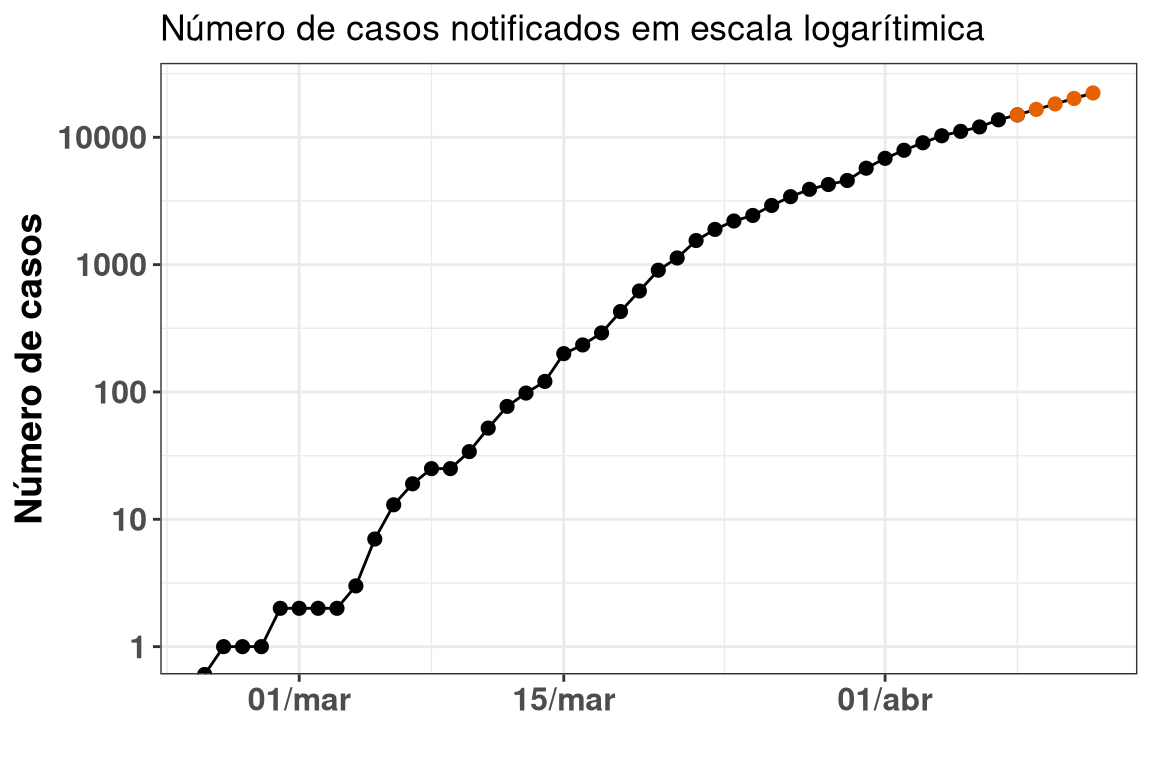 Número de casos notificados em escala logarítimica
Número de casos
10000
1000
100
10
1
01/mar
15/mar
01/abr